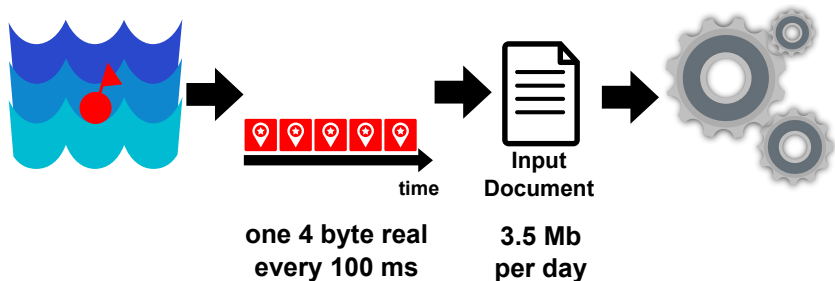 time
Input
Document
one 4 byte real
every 100 ms
3.5 Mb
per day